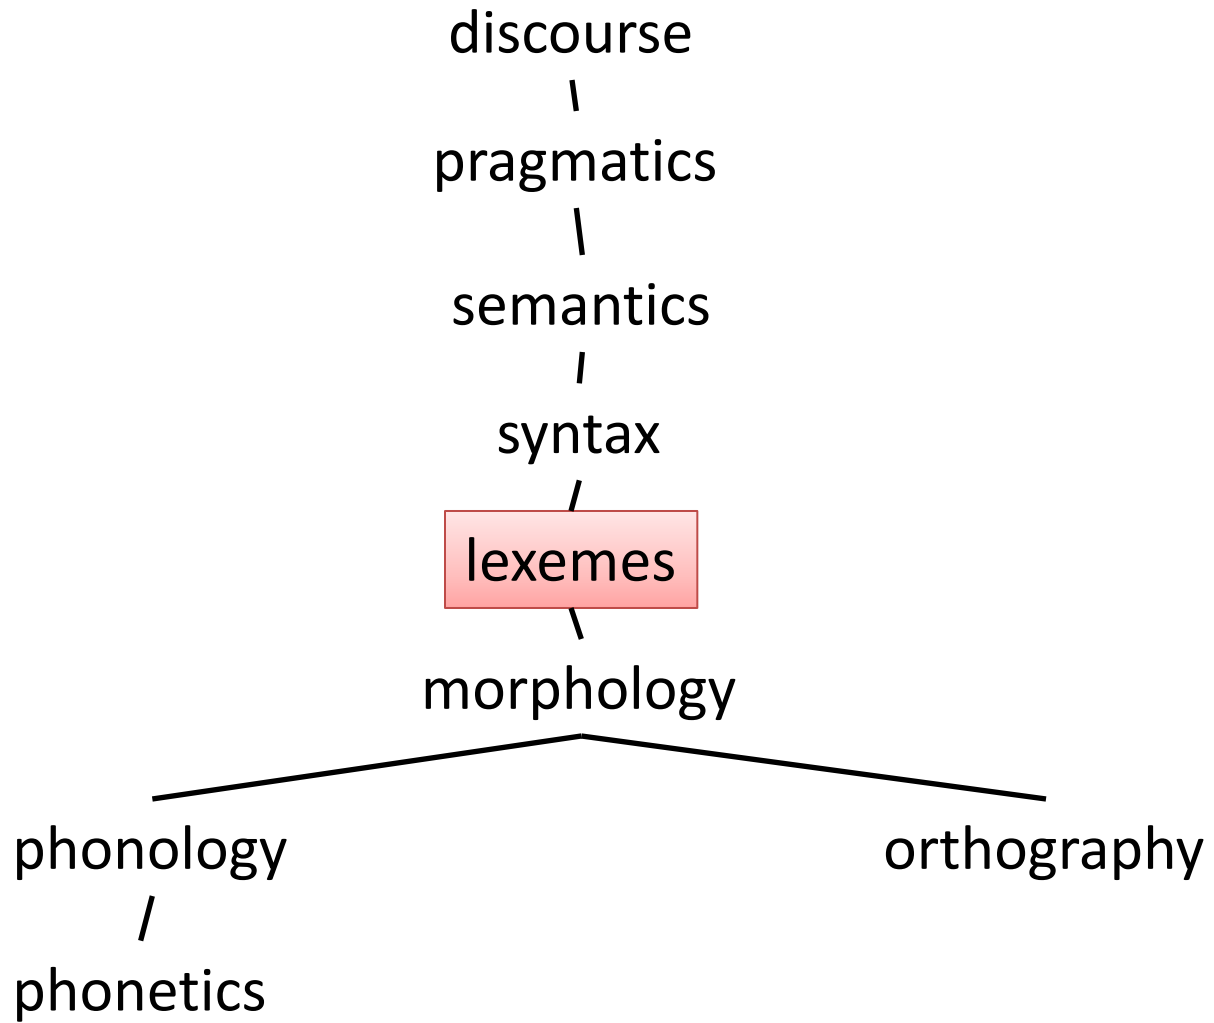 discourse
pragmatics
semantics
syntax
lexemes
morphology
phonology
orthography
phonetics